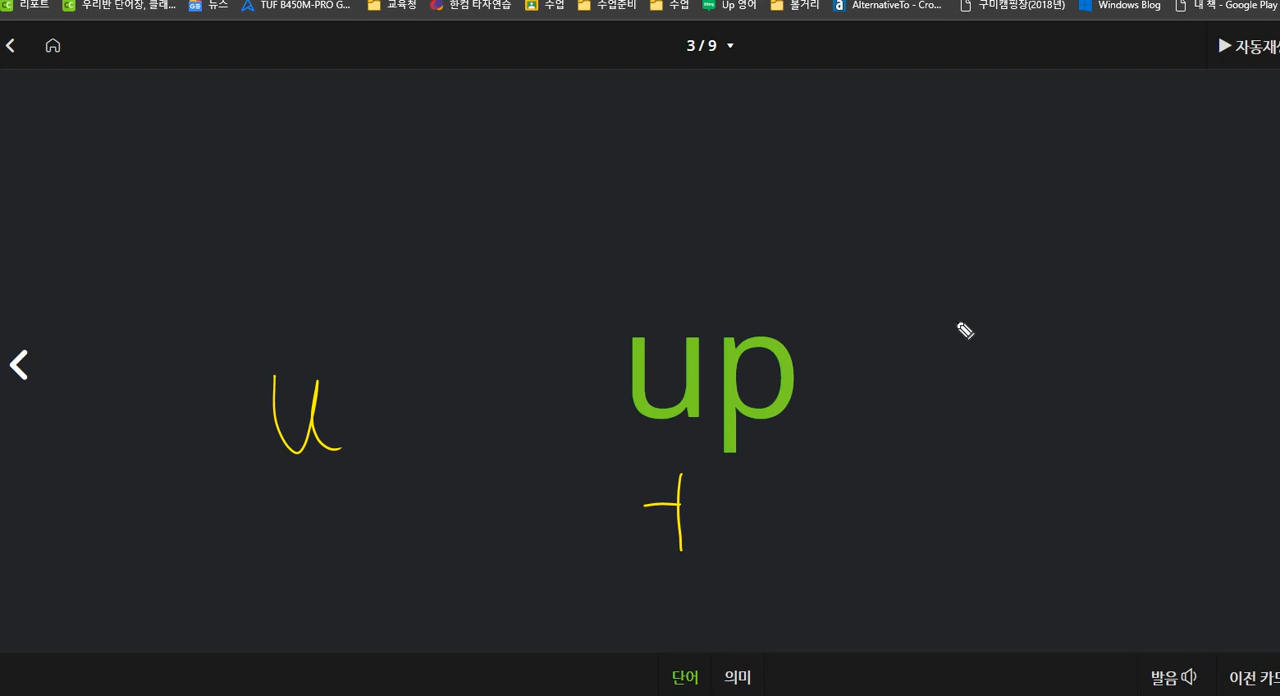 리포트 우리반 단어장, 클래... 뉴스 TUF B450M-PRO G... 교육청 한컴 타자연습 수업 수업준비 수업 Up 영어 볼거리 AlternativeTo - Cro... 구미캠핑장(2018년) Windows Blog 내 책 - Google Play
3 / 9 자동재생
up
u
ㅓ
단어 의미 발음 이전 카드